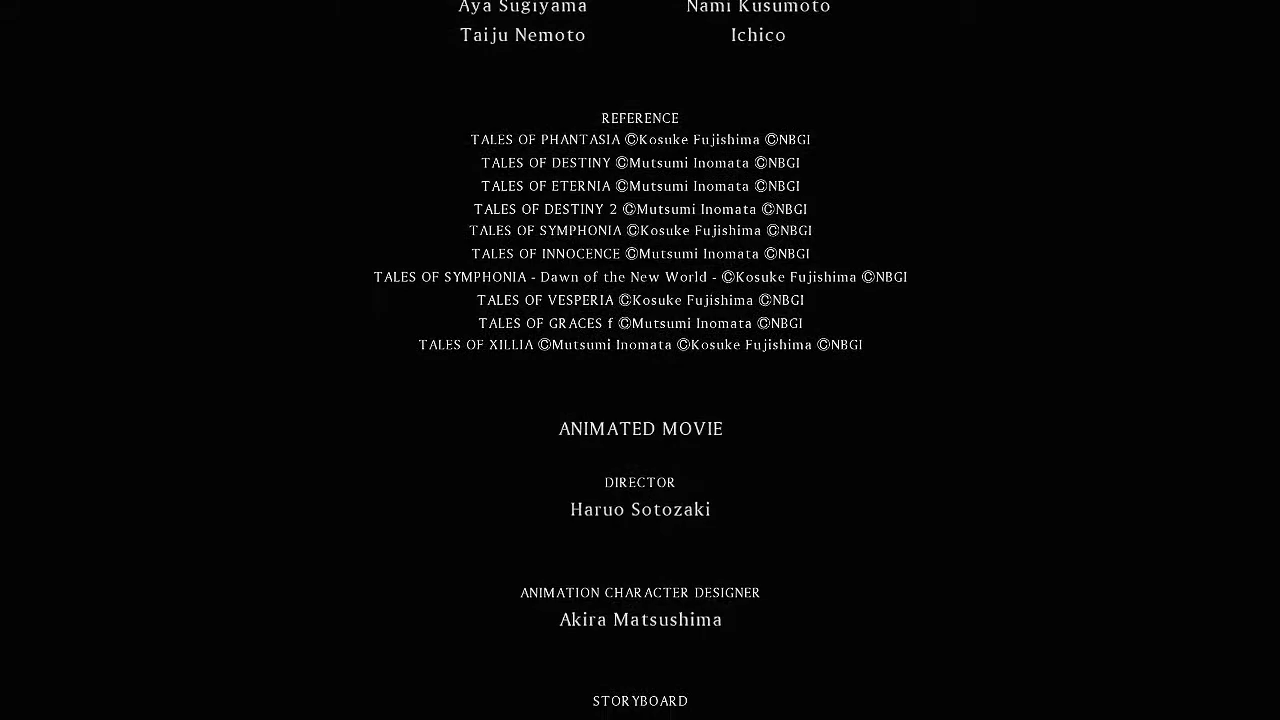 Aya Sugiyama Nami Kusumoto
Taiju Nemoto Ichico
REFERENCE
TALES OF PHANTASIA ©Kosuke Fujishima ©NBGI
TALES OF DESTINY ©Mutsumi Inomata ©NBGI
TALES OF ETERNIA ©Mutsumi Inomata ©NBGI
TALES OF DESTINY 2 ©Mutsumi Inomata ©NBGI
TALES OF SYMPHONIA ©Kosuke Fujishima ©NBGI
TALES OF INNOCENCE ©Mutsumi Inomata ©NBGI
TALES OF SYMPHONIA - Dawn of the New World - ©Kosuke Fujishima ©NBGI
TALES OF VESPERIA ©Kosuke Fujishima ©NBGI
TALES OF GRACES f ©Mutsumi Inomata ©NBGI
TALES OF XILLIA ©Mutsumi Inomata ©Kosuke Fujishima ©NBGI
ANIMATED MOVIE
DIRECTOR
Haruo Sotozaki
ANIMATION CHARACTER DESIGNER
Akira Matsushima
STORYBOARD